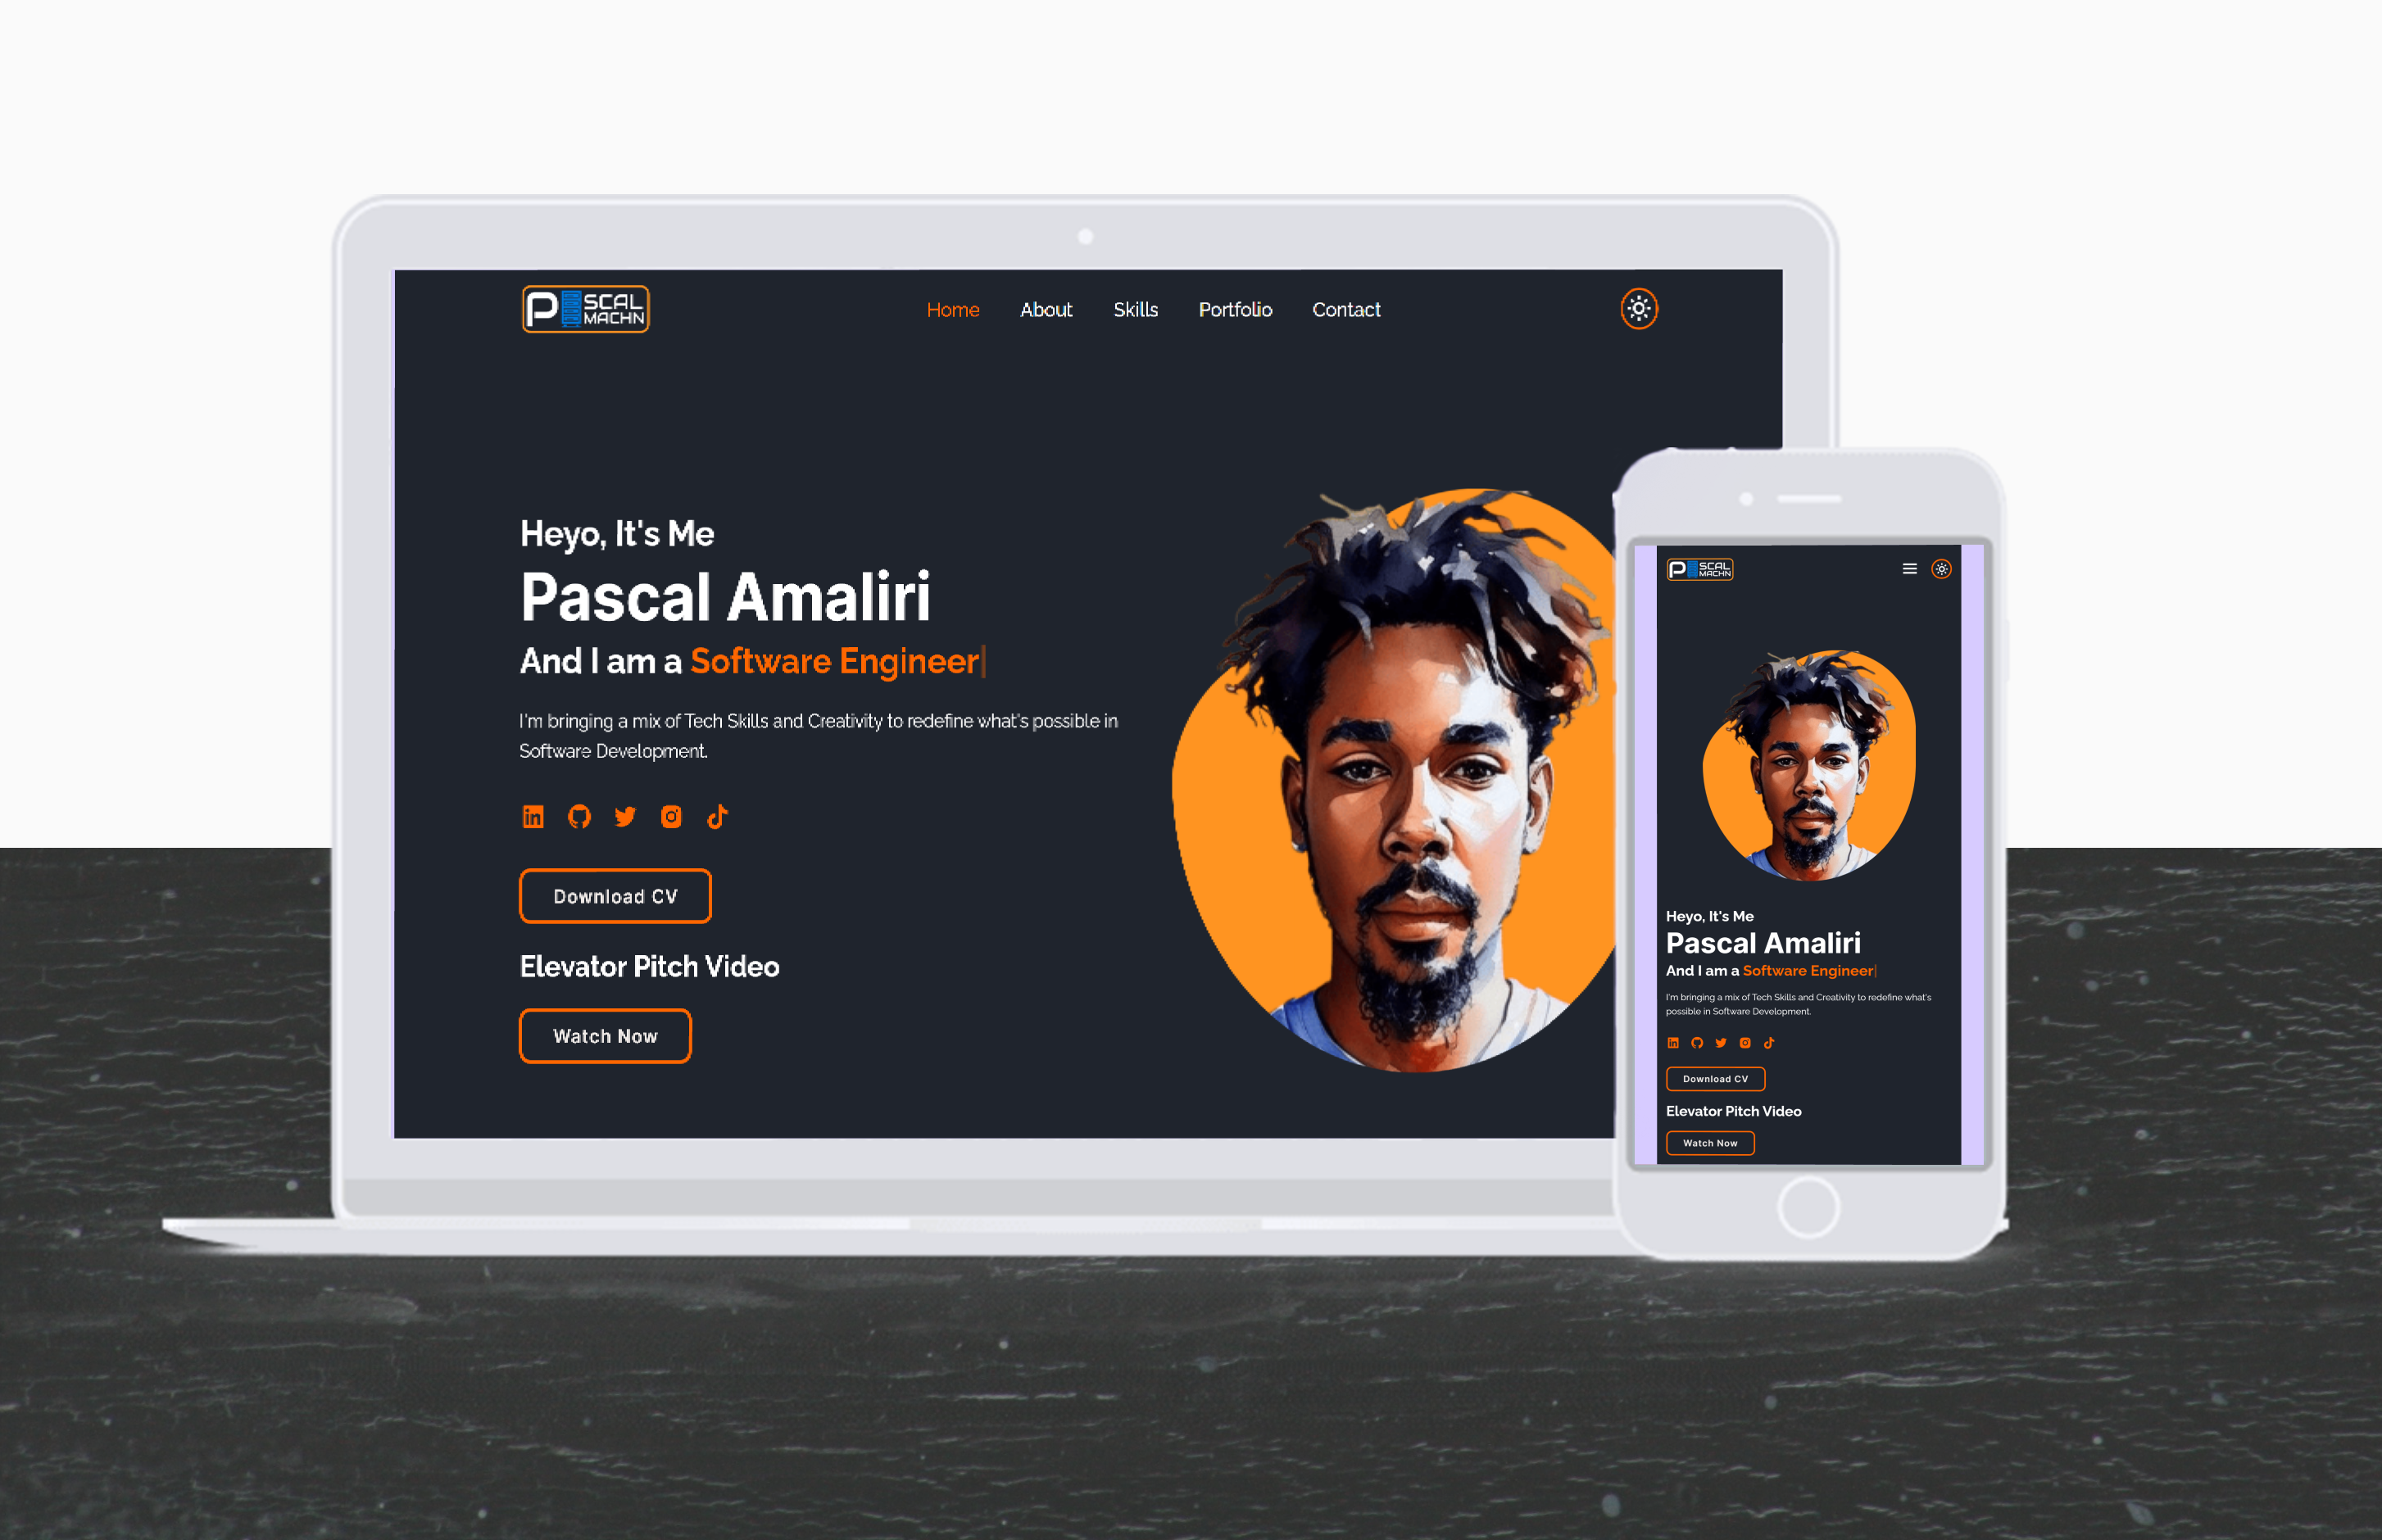 P SCAL
MACHN
Home About Skills Portfolio Contact
Heyo, It's Me
Pascal Amaliri
And I am a Software Engineer
I'm bringing a mix of Tech Skills and Creativity to redefine what's possible in
Software Development.
in
Download CV
Elevator Pitch Video
Watch Now
P SCAL
MACHN
Heyo, It's Me
Pascal Amaliri
And I am a Software Engineer
I'm bringing a mix of Tech Skills and Creativity to redefine what's
possible in Software Development.
in
Download CV
Elevator Pitch Video
Watch Now